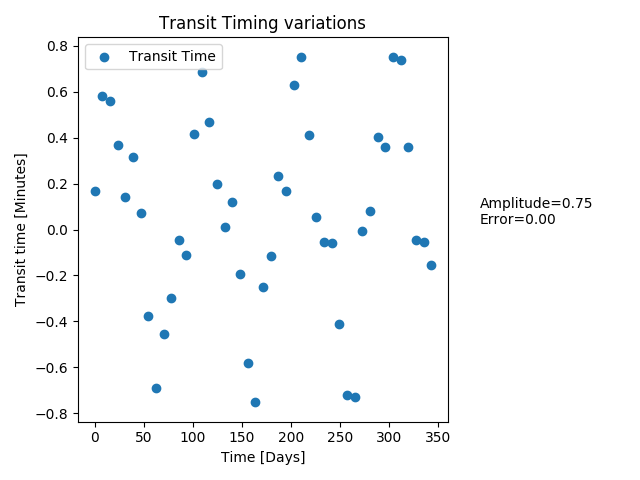 Transit Timing variations
Transit Time
0.8
0.6
0.4
0.2
0.0
−0.2
−0.4
−0.6
−0.8
Transit time [Minutes]
0 50 100 150 200 250 300 350
Time [Days]
Amplitude=0.75
Error=0.00